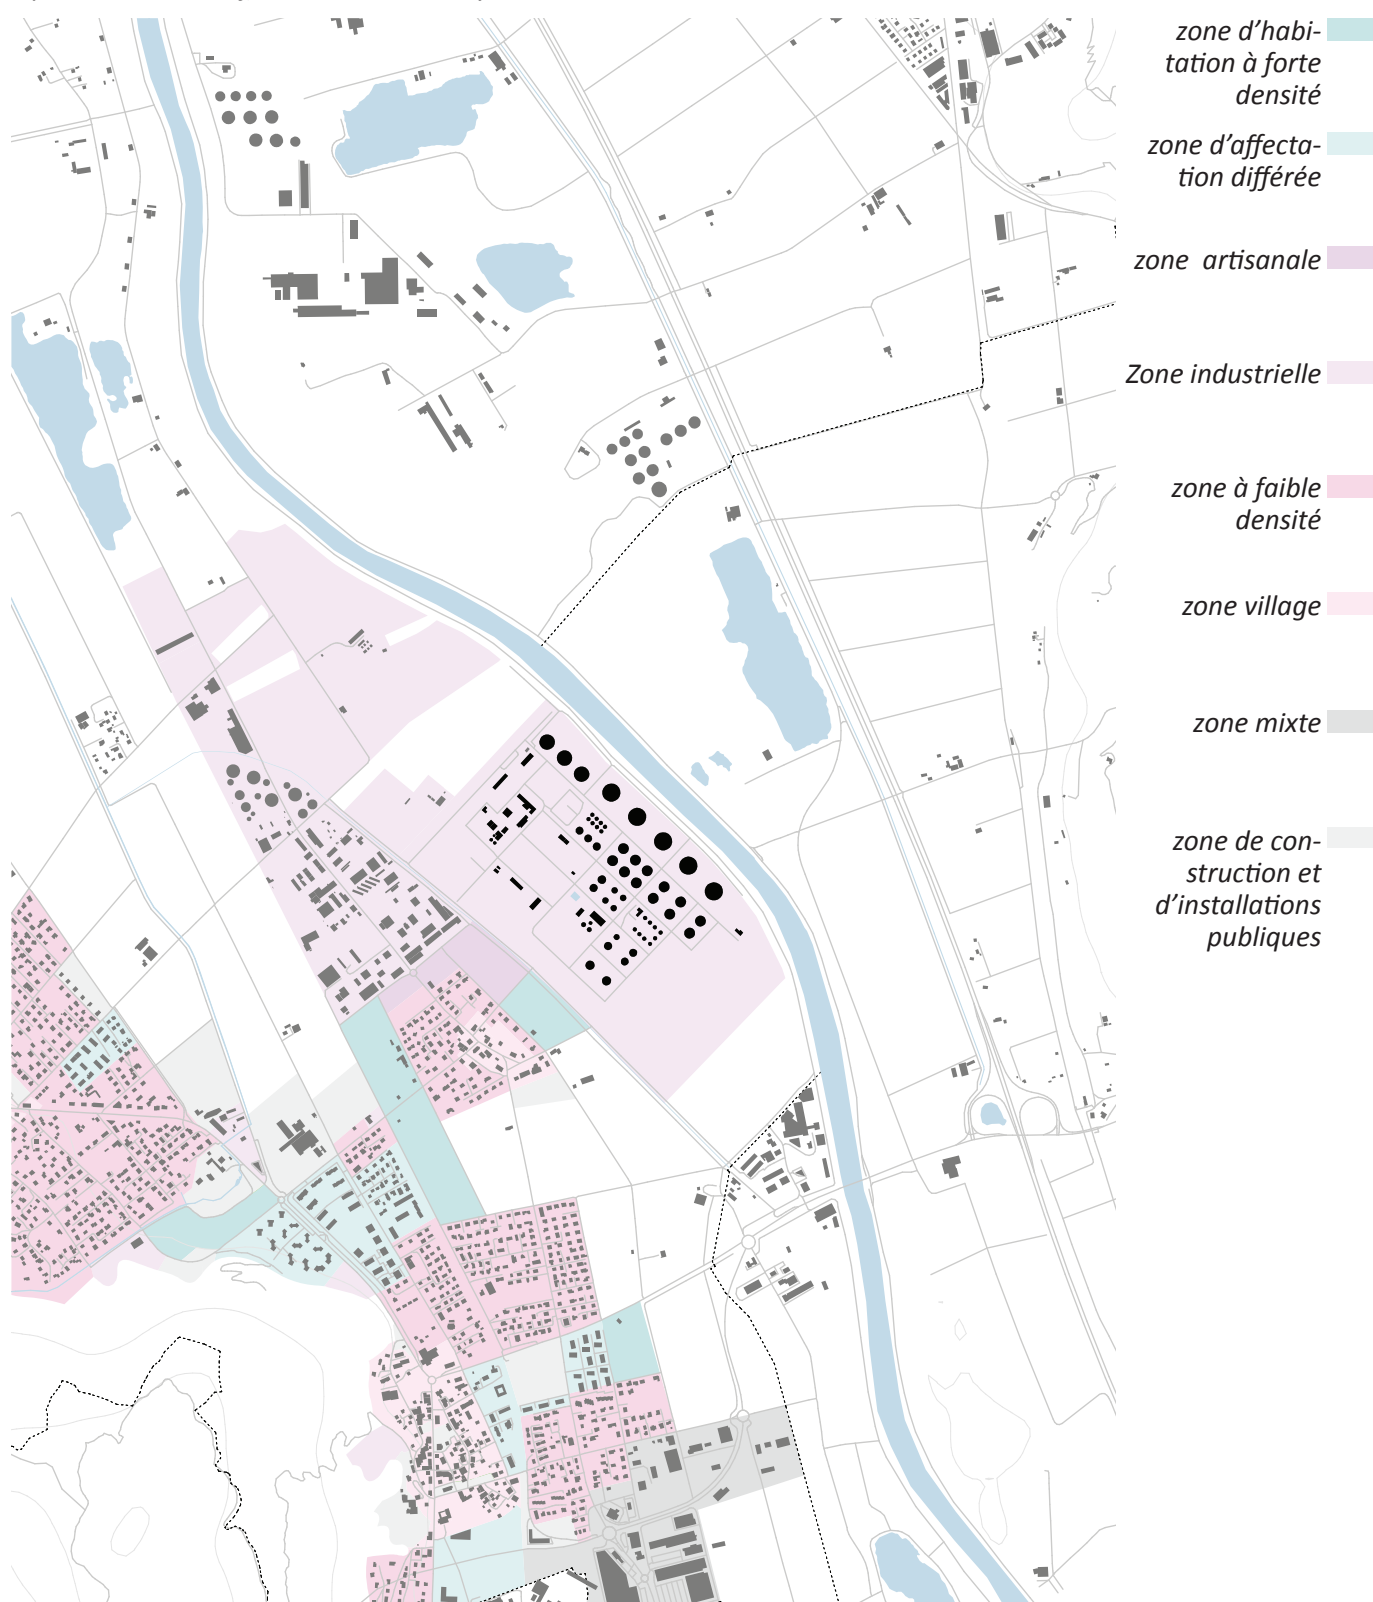 zone d’habi-
tation à forte
densité
zone d’affecta-
tion différée
zone artisanale
Zone industrielle
zone à faible
densité
zone village
zone mixte
zone de con-
struction et
d’installations
publiques